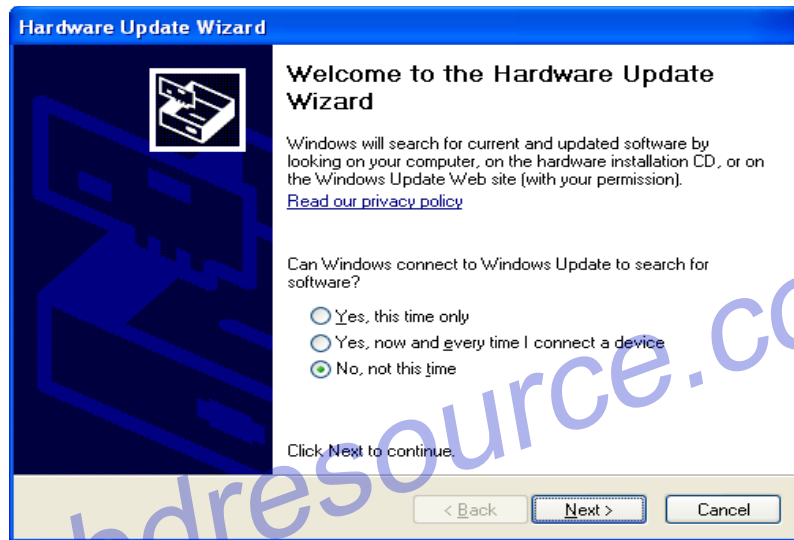 Hardware Update Wizard
Welcome to the Hardware Update
Wizard
Windows will search for current and updated software by
looking on your computer, on the hardware installation CD, or on
the Windows Update Web site (with your permission).
Read our privacy policy
Can Windows connect to Windows Update to search for
software?
Yes, this time only
Yes, now and every time I connect a device
No, not this time
Click Next to continue.
< Back
Next >
Cancel